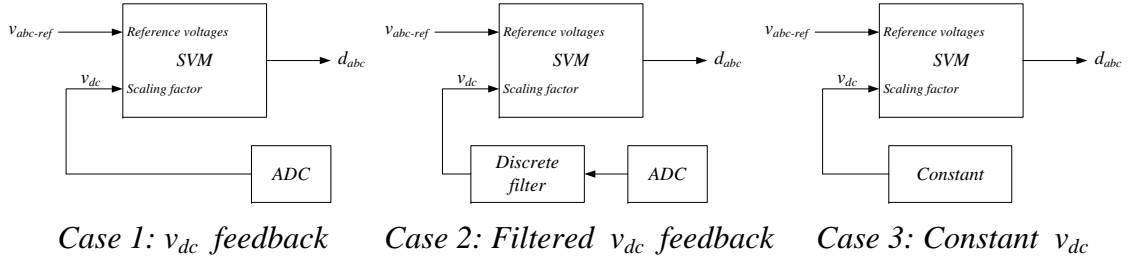 v_abc-ref
Reference voltages
SVM
d_abc
v_dc
Scaling factor
ADC
Case 1: v_dc feedback
v_abc-ref
Reference voltages
SVM
d_abc
v_dc
Scaling factor
Discrete
filter
ADC
Case 2: Filtered v_dc feedback
v_abc-ref
Reference voltages
SVM
d_abc
v_dc
Scaling factor
Constant
Case 3: Constant v_dc